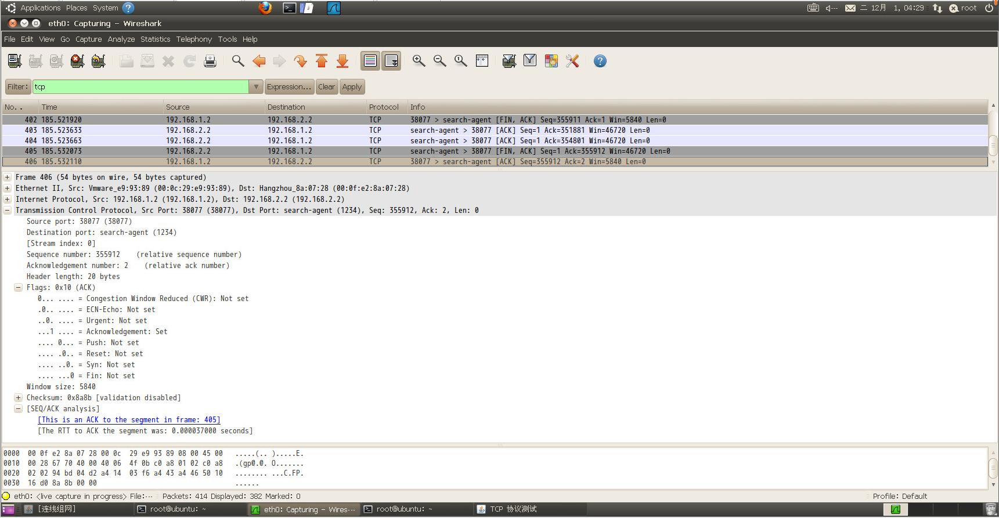 Applications Places System 二 12月 1, 04:29 root
eth0: Capturing - Wireshark
File Edit View Go Capture Analyze Statistics Telephony Tools Help
Filter: tcp Expression... Clear Apply
No. . Time Source Destination Protocol Info
402 185.521920 192.168.1.2 192.168.2.2 TCP 38077 > search-agent [FIN, ACK] Seq=355911 Ack=1 Win=5840 Len=0
403 185.523633 192.168.2.2 192.168.1.2 TCP search-agent > 38077 [ACK] Seq=1 Ack=351881 Win=46720 Len=0
404 185.523663 192.168.2.2 192.168.1.2 TCP search-agent > 38077 [ACK] Seq=1 Ack=354801 Win=46720 Len=0
405 185.532073 192.168.2.2 192.168.1.2 TCP search-agent > 38077 [FIN, ACK] Seq=1 Ack=355912 Win=46720 Len=0
406 185.532110 192.168.1.2 192.168.2.2 TCP 38077 > search-agent [ACK] Seq=355912 Ack=2 Win=5840 Len=0
Frame 406 (54 bytes on wire, 54 bytes captured)
Ethernet II, Src: Vmware_e9:93:89 (00:0c:29:e9:93:89), Dst: Hangzhou_8a:07:28 (00:0f:e2:8a:07:28)
Internet Protocol, Src: 192.168.1.2 (192.168.1.2), Dst: 192.168.2.2 (192.168.2.2)
Transmission Control Protocol, Src Port: 38077 (38077), Dst Port: search-agent (1234), Seq: 355912, Ack: 2, Len: 0
Source port: 38077 (38077)
Destination port: search-agent (1234)
[Stream index: 0]
Sequence number: 355912 (relative sequence number)
Acknowledgement number: 2 (relative ack number)
Header length: 20 bytes
Flags: 0x10 (ACK)
0... .... = Congestion Window Reduced (CWR): Not set
.0.. .... = ECN-Echo: Not set
..0. .... = Urgent: Not set
...1 .... = Acknowledgement: Set
.... 0... = Push: Not set
.... .0.. = Reset: Not set
.... ..0. = Syn: Not set
.... ...0 = Fin: Not set
Window size: 5840
Checksum: 0x8a8b [validation disabled]
[SEQ/ACK analysis]
[This is an ACK to the segment in frame: 405]
[The RTT to ACK the segment was: 0.000037000 seconds]
0000 00 0f e2 8a 07 28 00 0c 29 e9 93 89 08 00 45 00 .....(.. ).....E.
0010 00 28 67 70 40 00 40 06 4f 0b c0 a8 01 02 c0 a8 .(gp@.@. O.......
0020 02 02 94 bd 04 d2 a4 14 03 f6 a4 43 a4 46 50 10 ........ ...C.FP.
0030 16 d0 8a 8b 00 00 ......
eth0: <live capture in progress> File:... Packets: 414 Displayed: 382 Marked: 0 Profile: Default
[连线组网] root@ubuntu: ~ eth0: Capturing - Wires... root@ubuntu: ~ TCP 协议测试